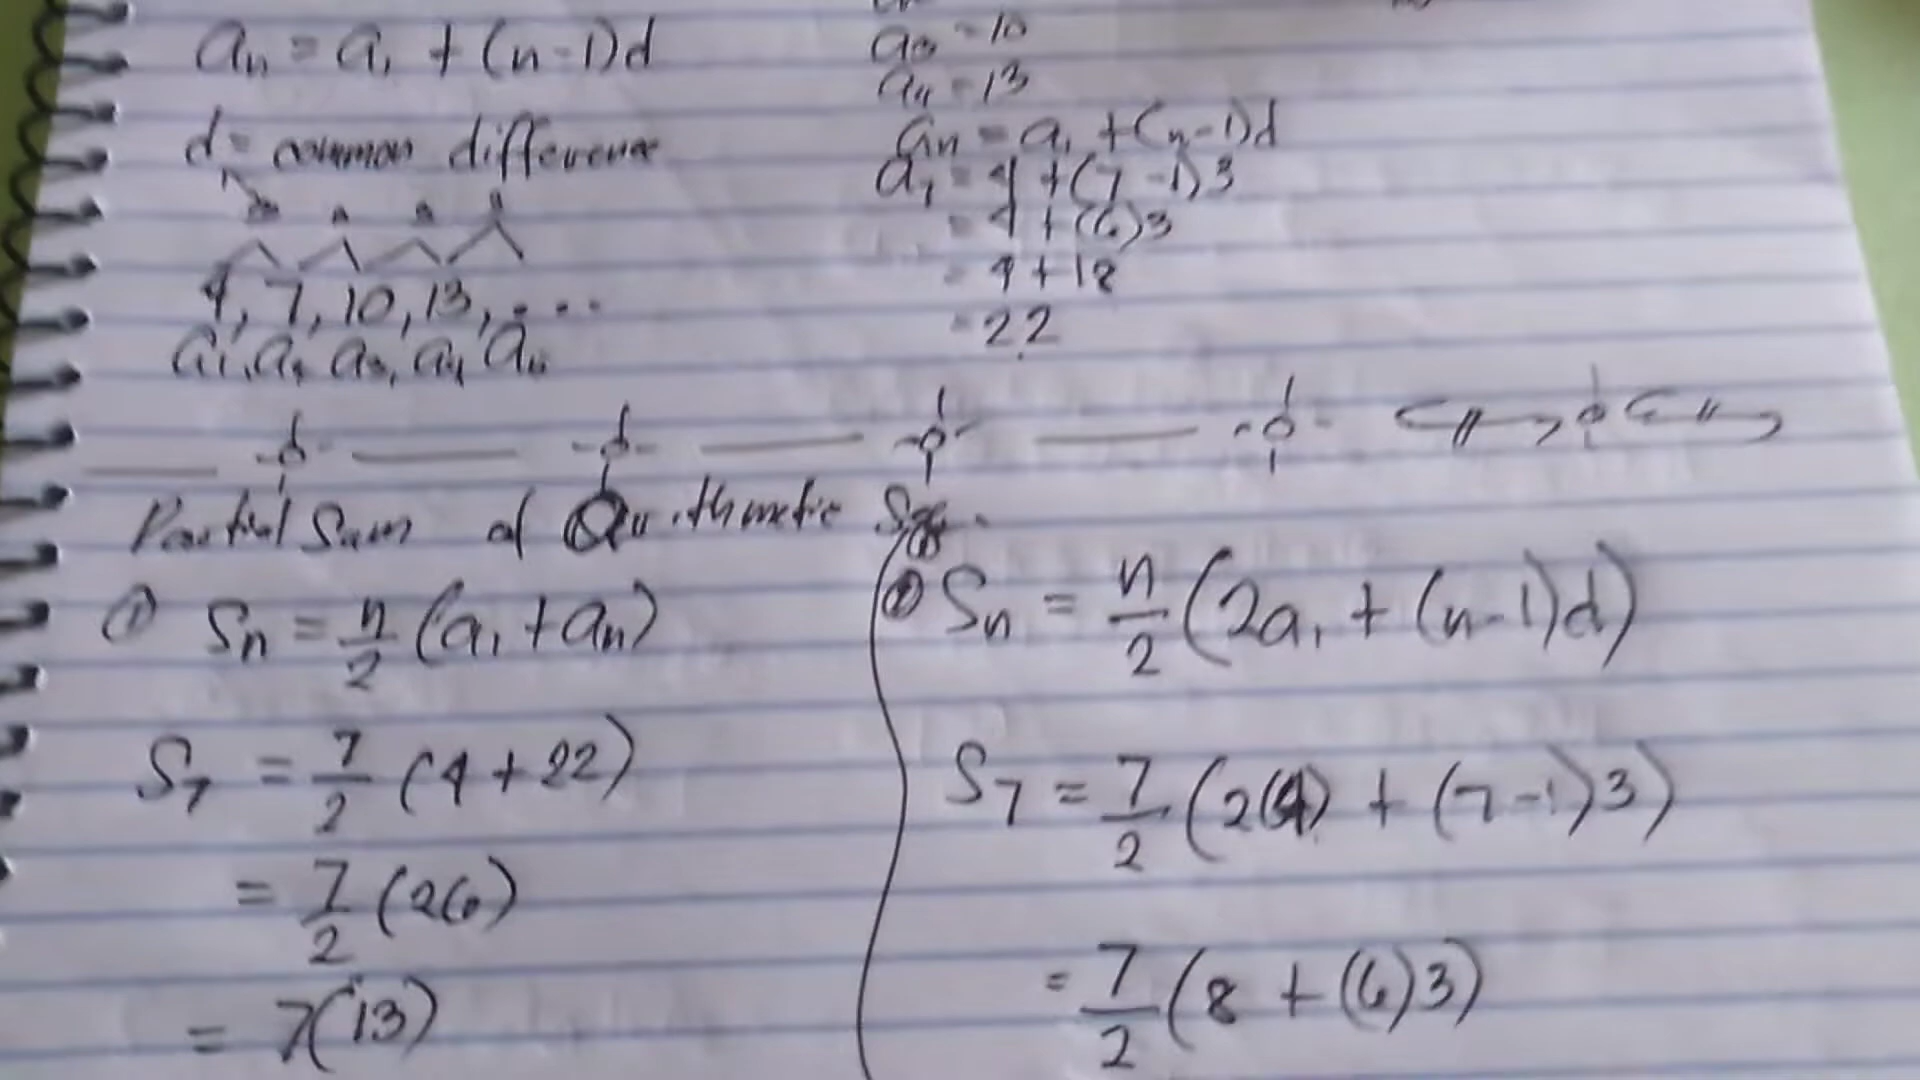 aₙ = a₁ + (n-1)d
d = common difference
4, 7, 10, 13, ....
a₁, a₂, a₃, a₄, aₙ
a₃ = 10
a₄ = 13
aₙ = a₁ + (n-1)d
a₇ = 4 + (7-1)3
= 4 + (6)3
= 4 + 18
= 22
Partial Sum of Arithmetic
① Sₙ = n/2 (a₁ + aₙ)
S₇ = 7/2 (4 + 22)
= 7/2 (26)
= 7(13)
Sₙ = n/2 (2a₁ + (n-1)d)
S₇ = 7/2 (2(4) + (7-1)3)
= 7/2 (8 + (6)3)